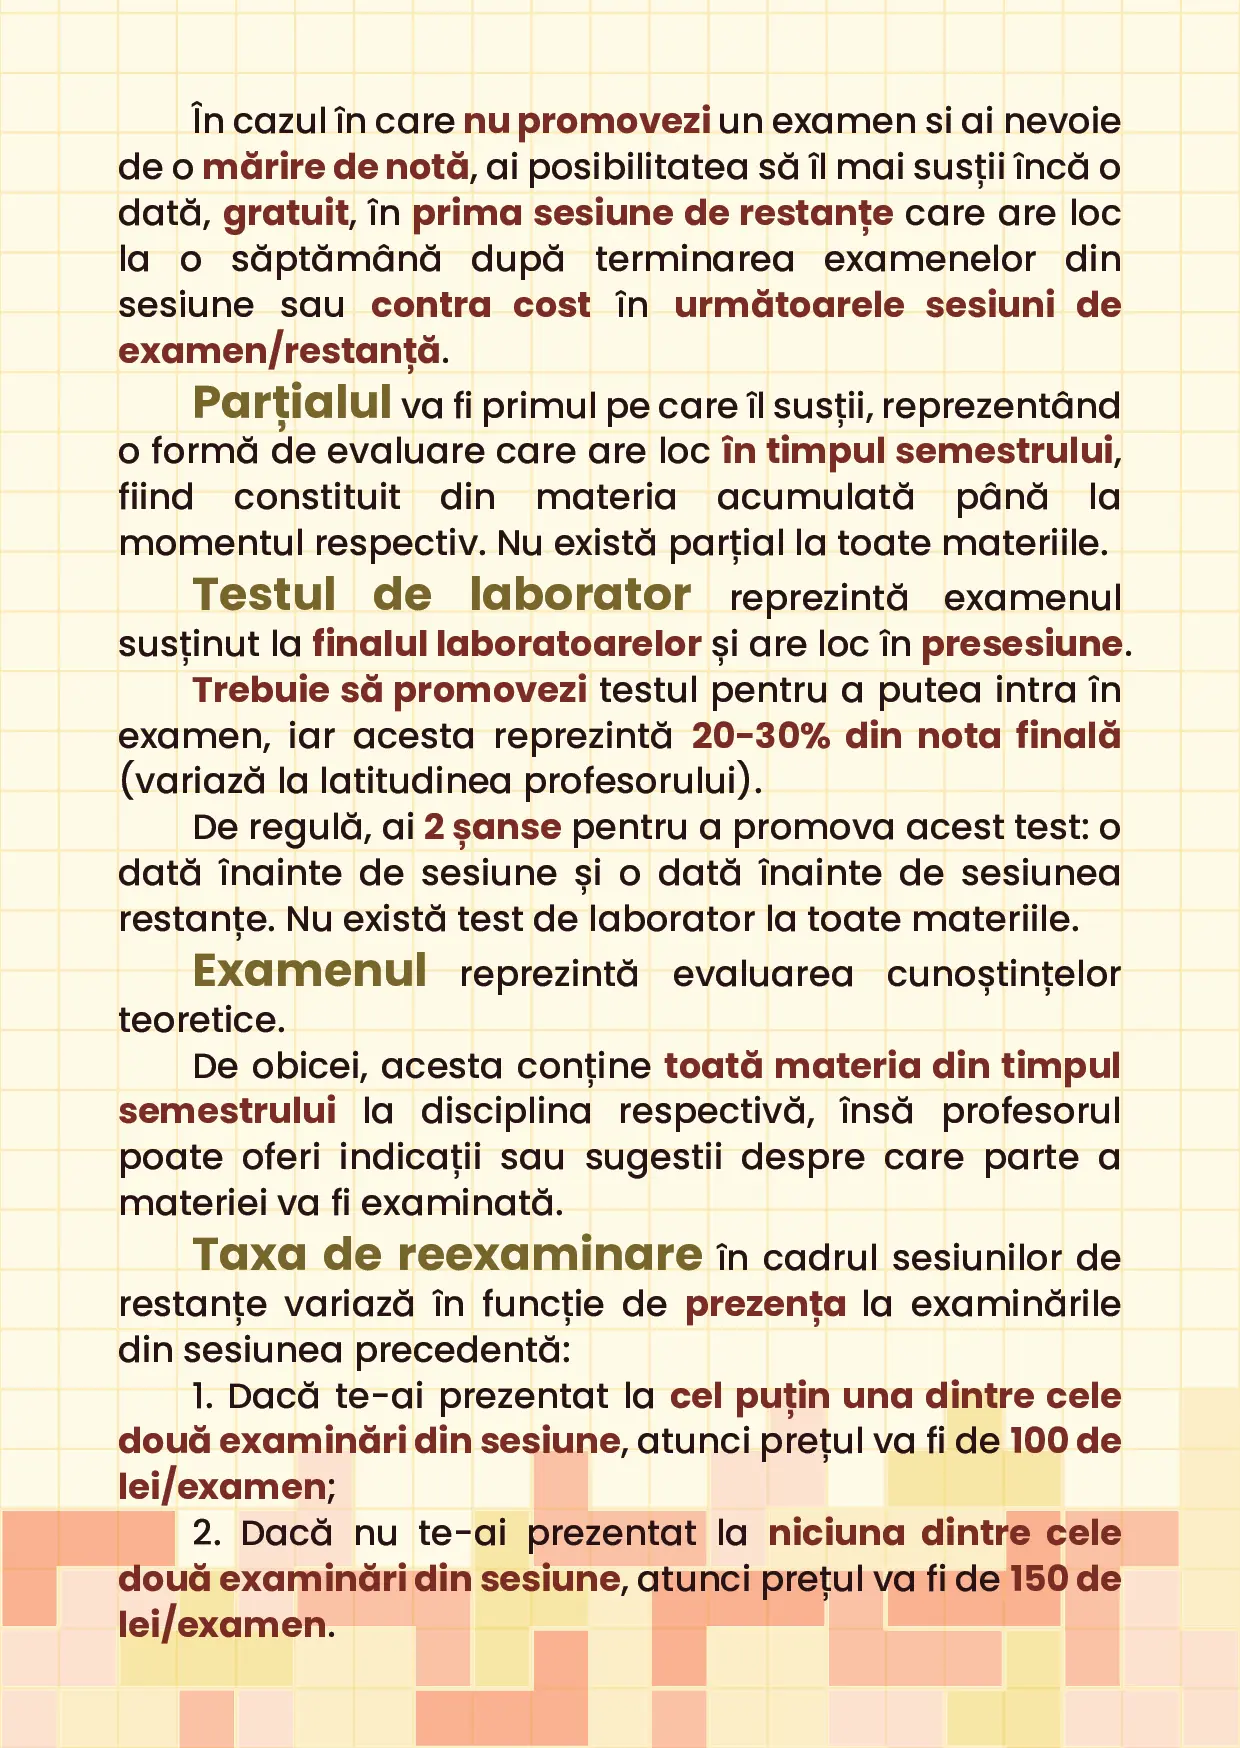 În cazul în care nu promovezi un examen si ai nevoie
de o mărire de notă, ai posibilitatea să îl mai susții încă o
dată, gratuit, în prima sesiune de restanțe care are loc
la o săptămână după terminarea examenelor din
sesiune sau contra cost în următoarele sesiuni de
examen/restanță.
Parțialul va fi primul pe care îl susții, reprezentând
o formă de evaluare care are loc în timpul semestrului,
fiind constituit din materia acumulată până la
momentul respectiv. Nu există parțial la toate materiile.
Testul de laborator reprezintă examenul
susținut la finalul laboratoarelor și are loc în presesiune.
Trebuie să promovezi testul pentru a putea intra în
examen, iar acesta reprezintă 20-30% din nota finală
(variază la latitudinea profesorului).
De regulă, ai 2 șanse pentru a promova acest test: o
dată înainte de sesiune și o dată înainte de sesiunea
restanțe. Nu există test de laborator la toate materiile.
Examenul reprezintă evaluarea cunoștințelor
teoretice.
De obicei, acesta conține toată materia din timpul
semestrului la disciplina respectivă, însă profesorul
poate oferi indicații sau sugestii despre care parte a
materiei va fi examinată.
Taxa de reexaminare în cadrul sesiunilor de
restanțe variază în funcție de prezența la examinările
din sesiunea precedentă:
1. Dacă te-ai prezentat la cel puțin una dintre cele
două examinări din sesiune, atunci prețul va fi de 100 de
lei/examen;
2. Dacă nu te-ai prezentat la niciuna dintre cele
două examinări din sesiune, atunci prețul va fi de 150 de
lei/examen.